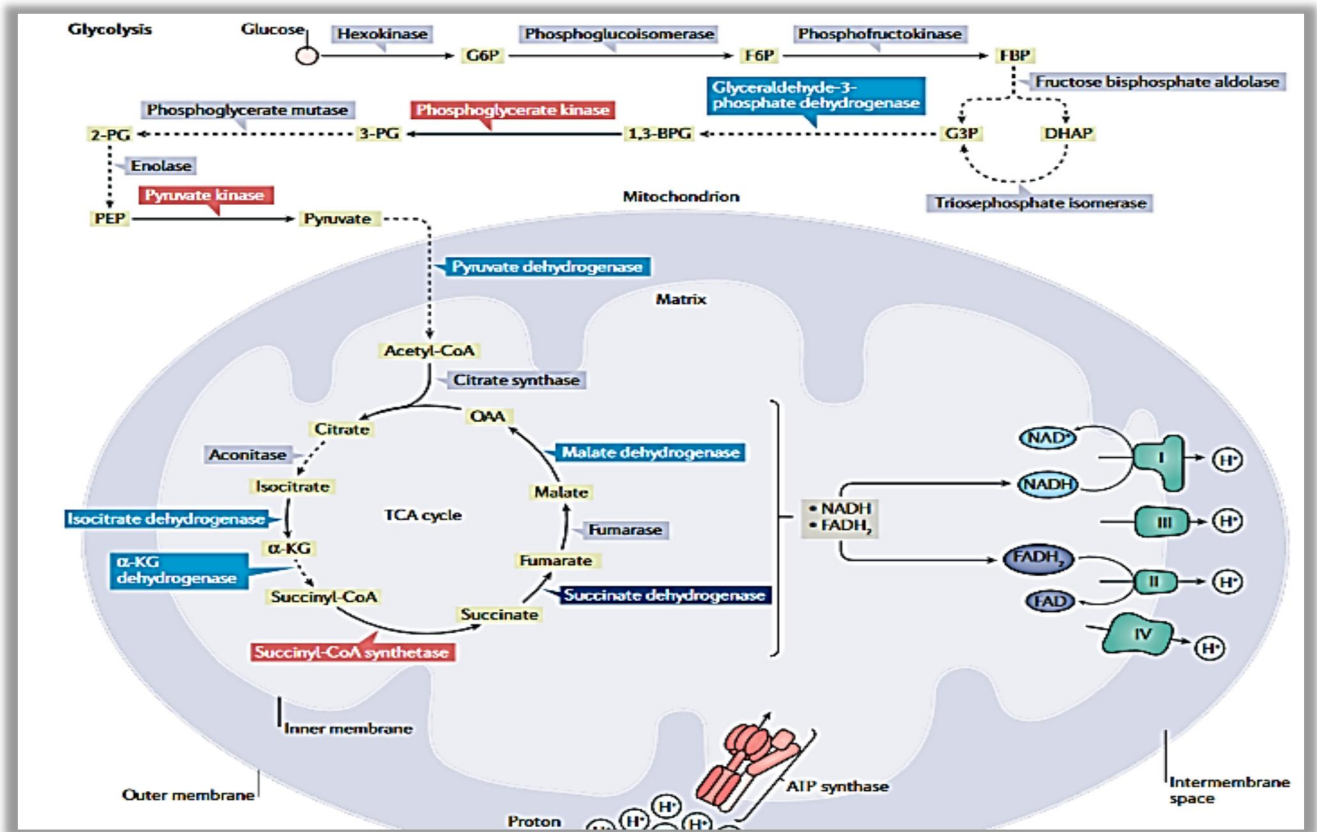 Glycolysis
Glucose
Hexokinase
G6P
Phosphoglucoisomerase
F6P
Phosphofructokinase
FBP
Fructose bisphosphate aldolase
Glyceraldehyde-3-
phosphate dehydrogenase
Phosphoglycerate mutase
Phosphoglycerate kinase
2-PG
3-PG
1,3-BPG
G3P
DHAP
Enolase
Triosephosphate isomerase
Pyruvate kinase
PEP
Pyruvate
Mitochondrion
Pyruvate dehydrogenase
Matrix
Acetyl-CoA
Citrate synthase
OAA
Citrate
Aconitase
Malate dehydrogenase
Isocitrate
Malate
Isocitrate dehydrogenase
TCA cycle
Fumarase
α-KG
α-KG
dehydrogenase
Fumarate
Succinyl-CoA
Succinate dehydrogenase
Succinate
Succinyl-CoA synthetase
• NADH
• FADH₂
NAD⁺
I
H⁺
NADH
III
H⁺
FADH₂
II
H⁺
FAD
IV
H⁺
Inner membrane
Outer membrane
ATP synthase
Intermembrane
space
Proton
H⁺
H⁺
H⁺
H⁺